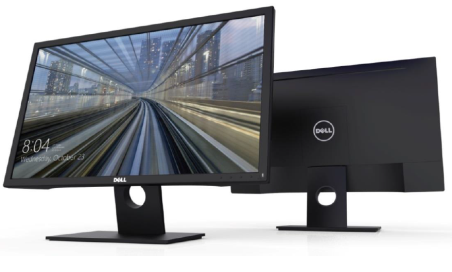 8:04
Wednesday, October 23
DELL
DELL